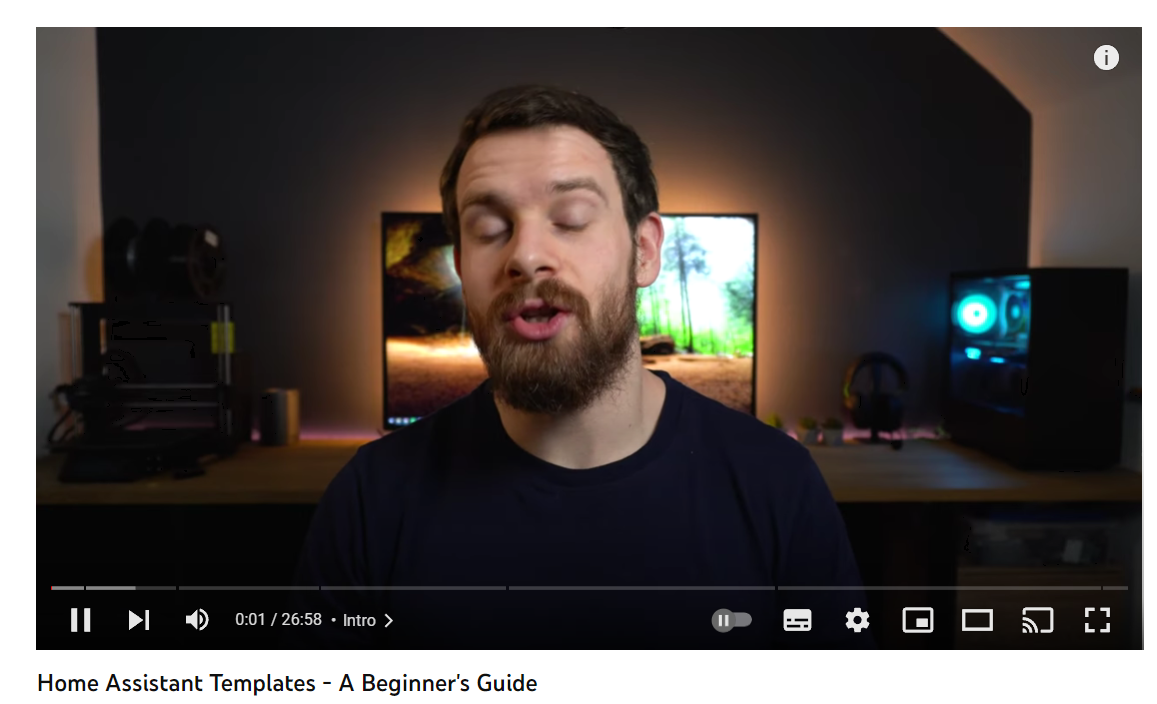 i
0:01 / 26:58 • Intro >
Home Assistant Templates - A Beginner's Guide